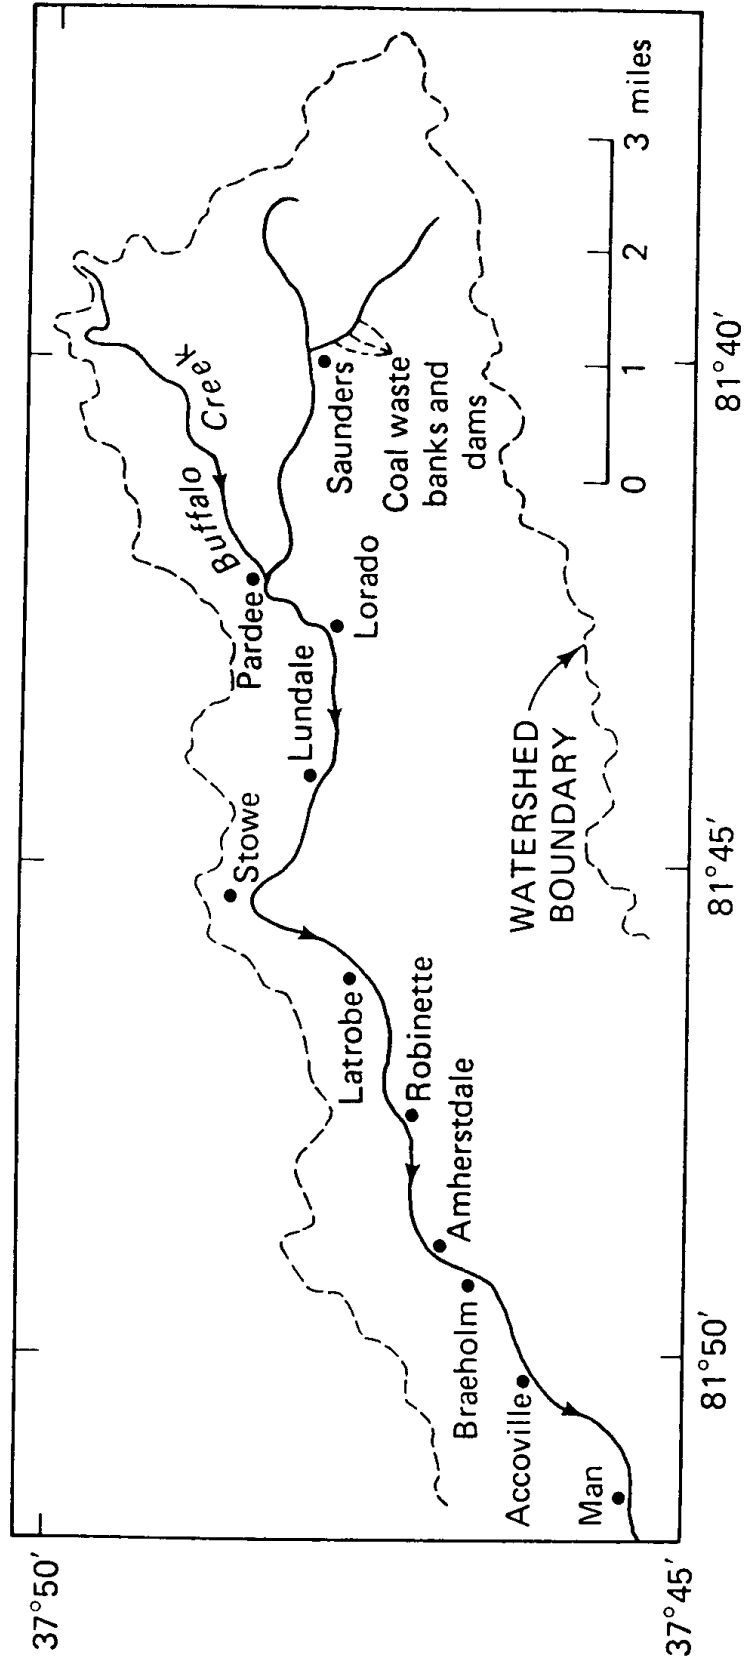 37°50′
37°45′
81°50′
81°45′
81°40′
Buffalo Creek
Pardee
Saunders
Coal waste
banks and
dams
Lorado
Lundale
Stowe
Latrobe
Robinette
Amherstdale
Braeholm
Accoville
Man
WATERSHED
BOUNDARY
0 1 2 3 miles